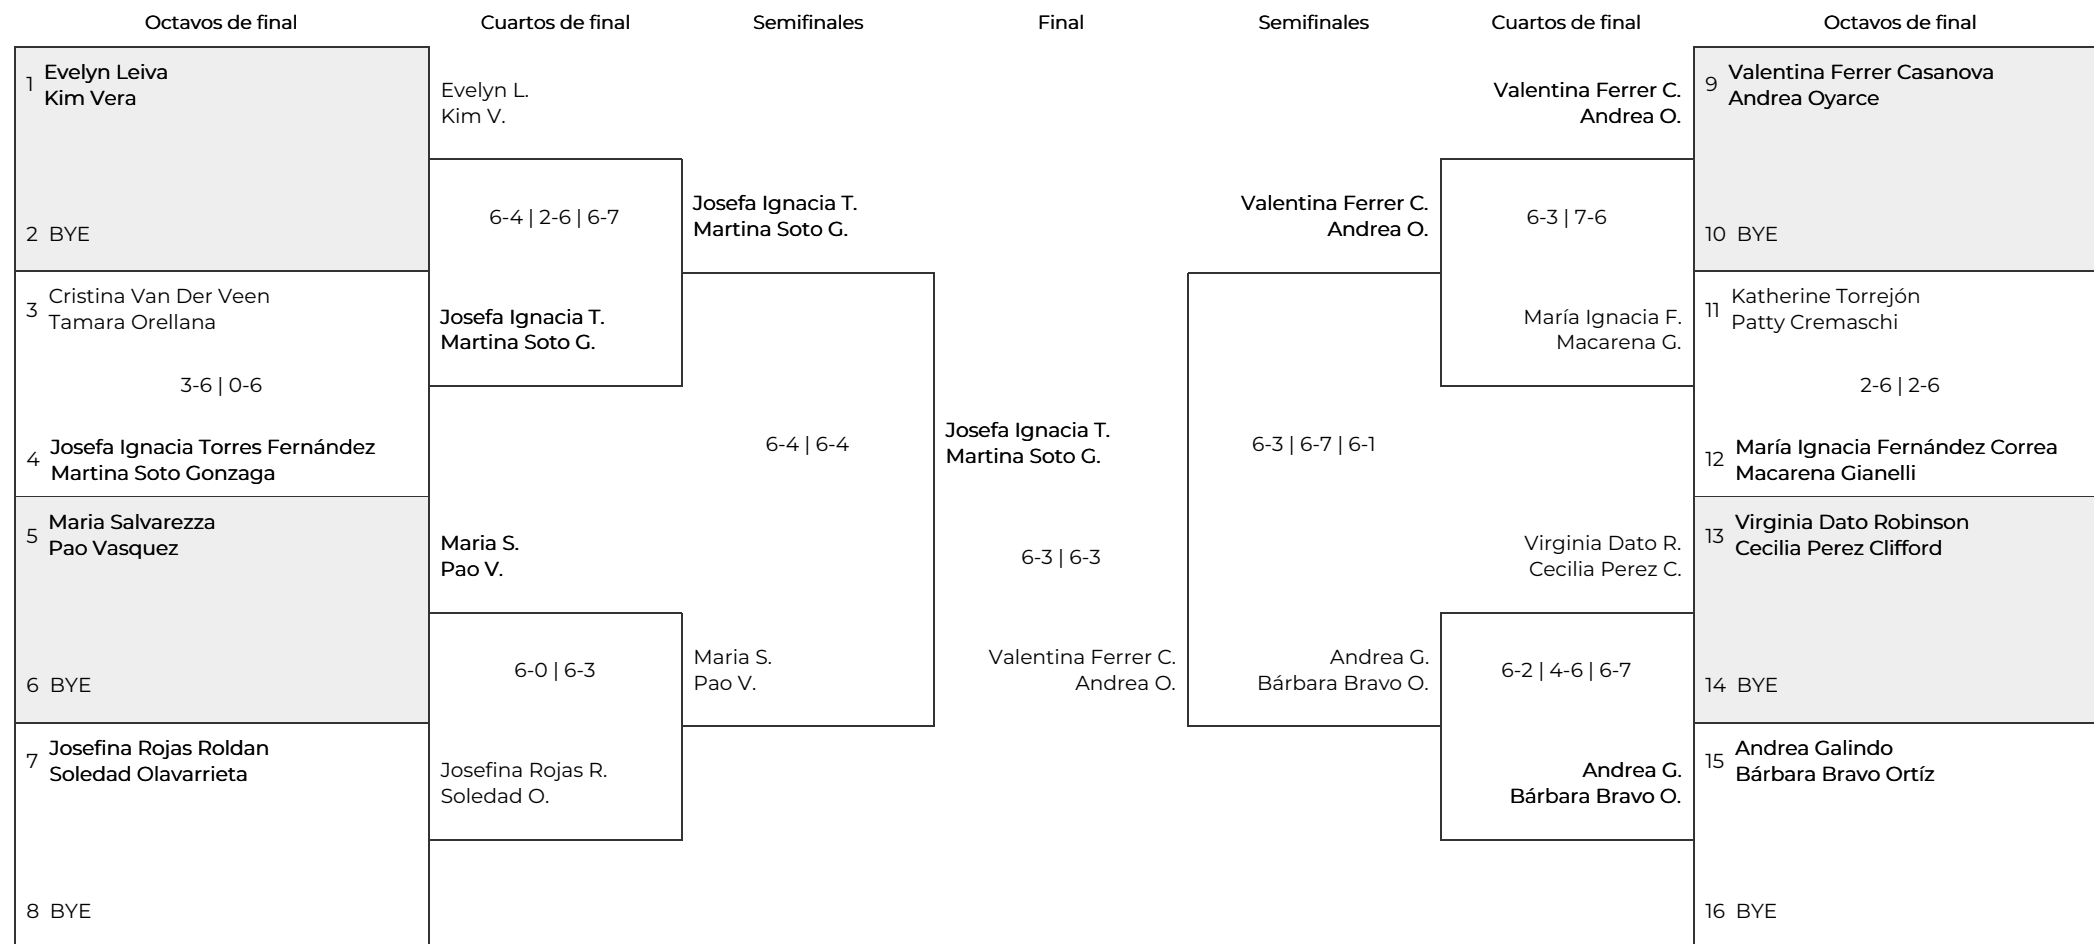 Octavos de final
Cuartos de final
Semifinales
Final
Semifinales
Cuartos de final
Octavos de final
1
Evelyn Leiva
Kim Vera
2 BYE
3
Cristina Van Der Veen
Tamara Orellana
3-6 | 0-6
4
Josefa Ignacia Torres Fernández
Martina Soto Gonzaga
5
Maria Salvarezza
Pao Vasquez
6 BYE
7
Josefina Rojas Roldan
Soledad Olavarrieta
8 BYE
Evelyn L.
Kim V.
6-4 | 2-6 | 6-7
Josefa Ignacia T.
Martina Soto G.
Maria S.
Pao V.
6-0 | 6-3
Josefina Rojas R.
Soledad O.
Josefa Ignacia T.
Martina Soto G.
6-4 | 6-4
Maria S.
Pao V.
Josefa Ignacia T.
Martina Soto G.
6-3 | 6-3
Valentina Ferrer C.
Andrea O.
Valentina Ferrer C.
Andrea O.
6-3 | 6-7 | 6-1
Andrea G.
Bárbara Bravo O.
Valentina Ferrer C.
Andrea O.
6-3 | 7-6
María Ignacia F.
Macarena G.
Virginia Dato R.
Cecilia Perez C.
6-2 | 4-6 | 6-7
Andrea G.
Bárbara Bravo O.
9
Valentina Ferrer Casanova
Andrea Oyarce
10 BYE
11
Katherine Torrejón
Patty Cremaschi
2-6 | 2-6
12
María Ignacia Fernández Correa
Macarena Gianelli
13
Virginia Dato Robinson
Cecilia Perez Clifford
14 BYE
15
Andrea Galindo
Bárbara Bravo Ortíz
16 BYE